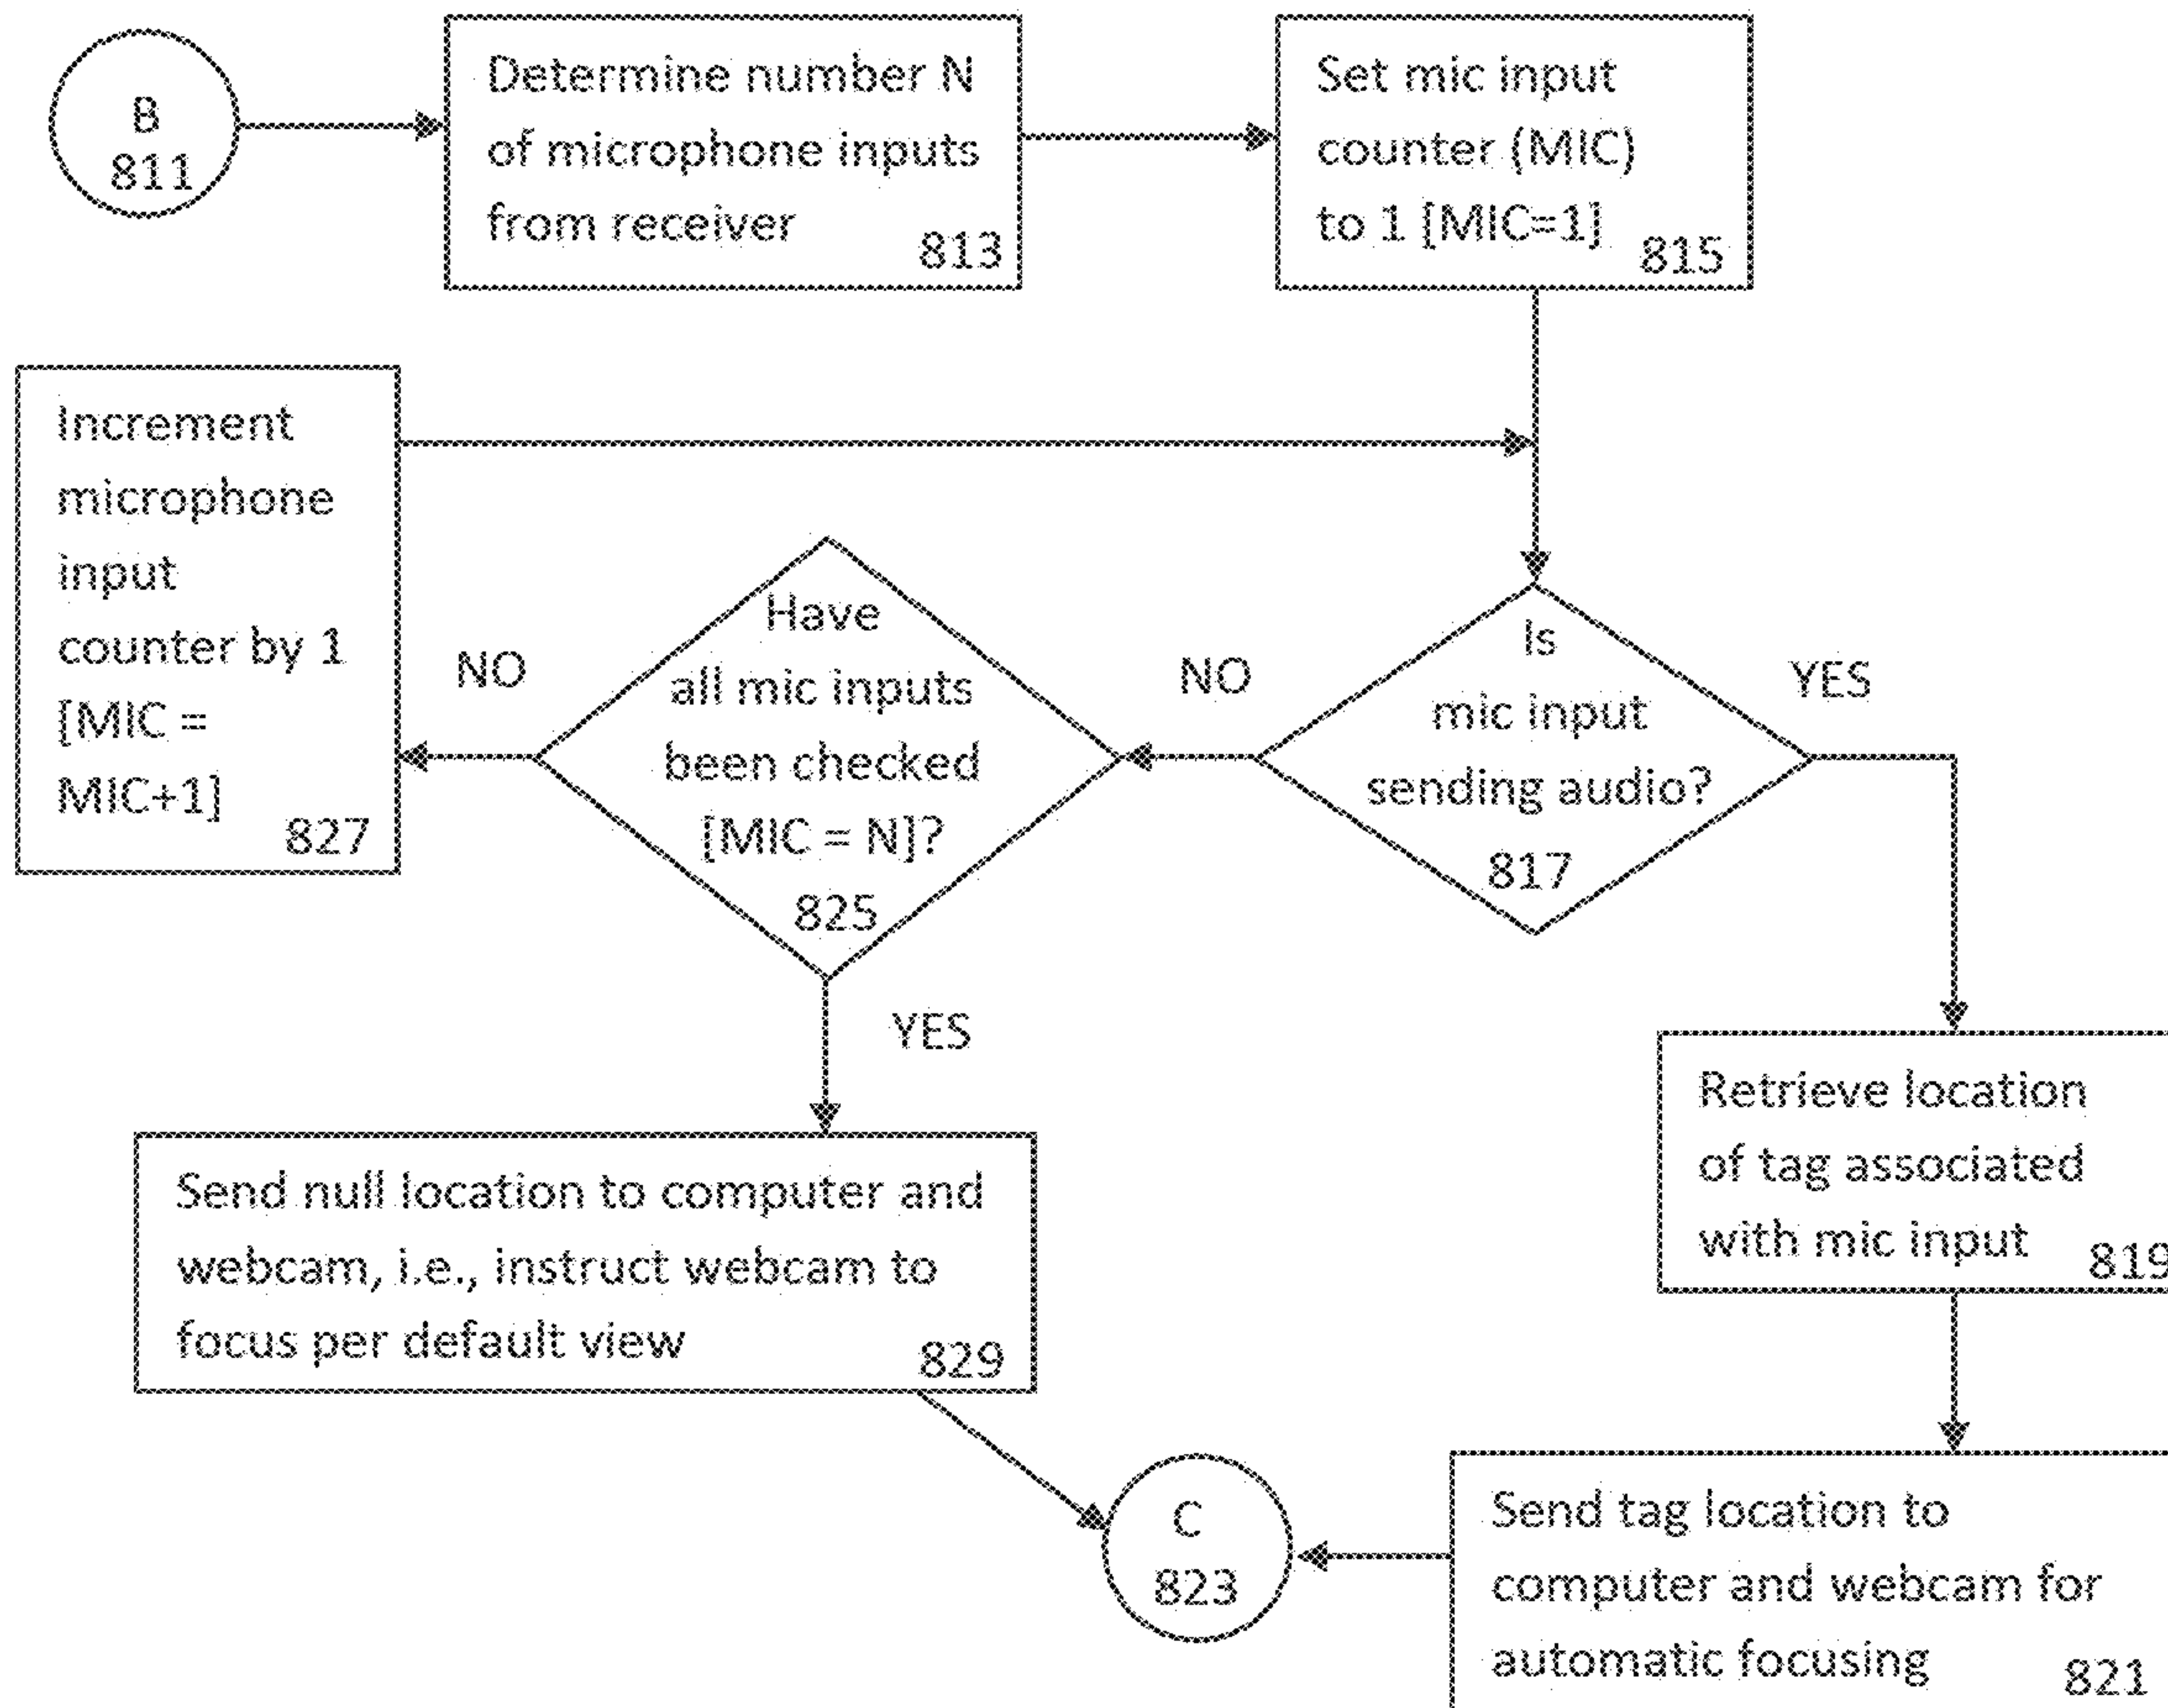 B
811
Determine number N
of microphone inputs
from receiver
813
Set mic input
counter (MIC)
to 1 [MIC=1]
815
Increment
microphone
input
counter by 1
[MIC =
MIC+1]
827
NO
Have
all mic inputs
been checked
[MIC = N]?
825
NO
Is
mic input
sending audio?
817
YES
YES
Retrieve location
of tag associated
with mic input
819
Send null location to computer and
webcam, i.e., instruct webcam to
focus per default view
829
C
823
Send tag location to
computer and webcam for
automatic focusing
821